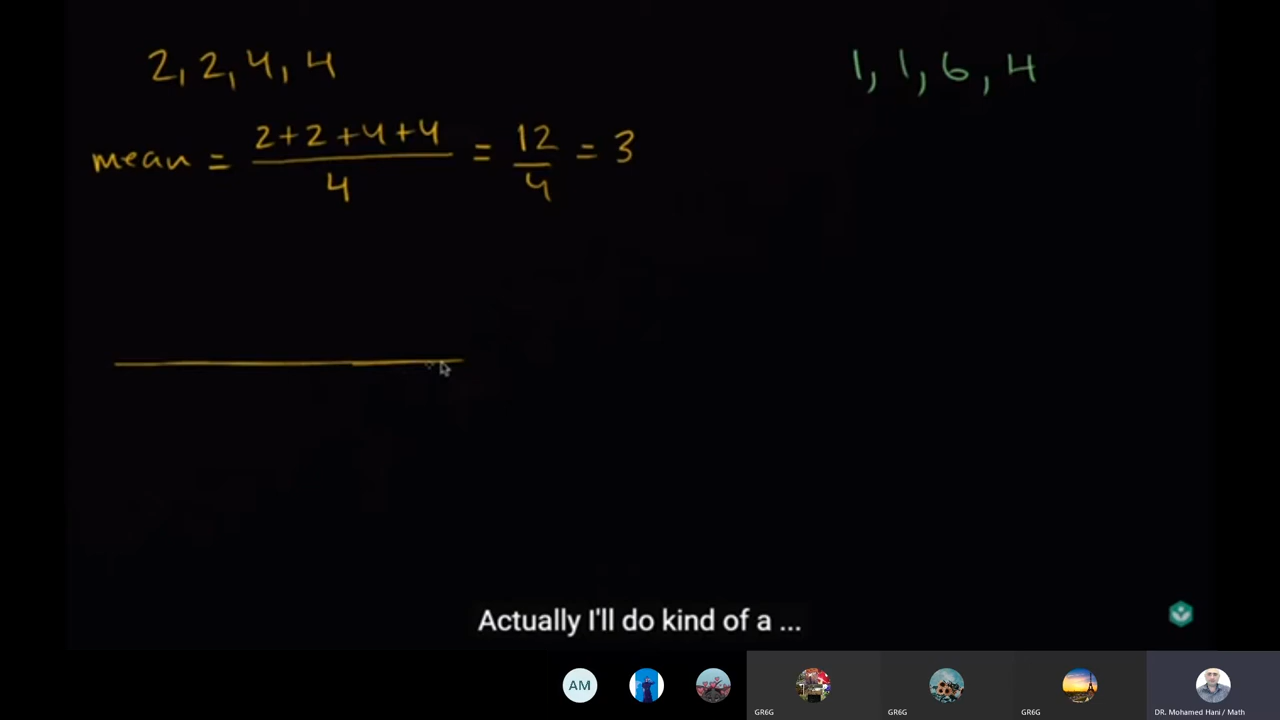 2, 2, 4, 4
1, 1, 6, 4
mean = 2+2+4+4 / 4 = 12/4 = 3
Actually I'll do kind of a ...
AM
GR6G
GR6G
GR6G
DR. Mohamed Hani / Math